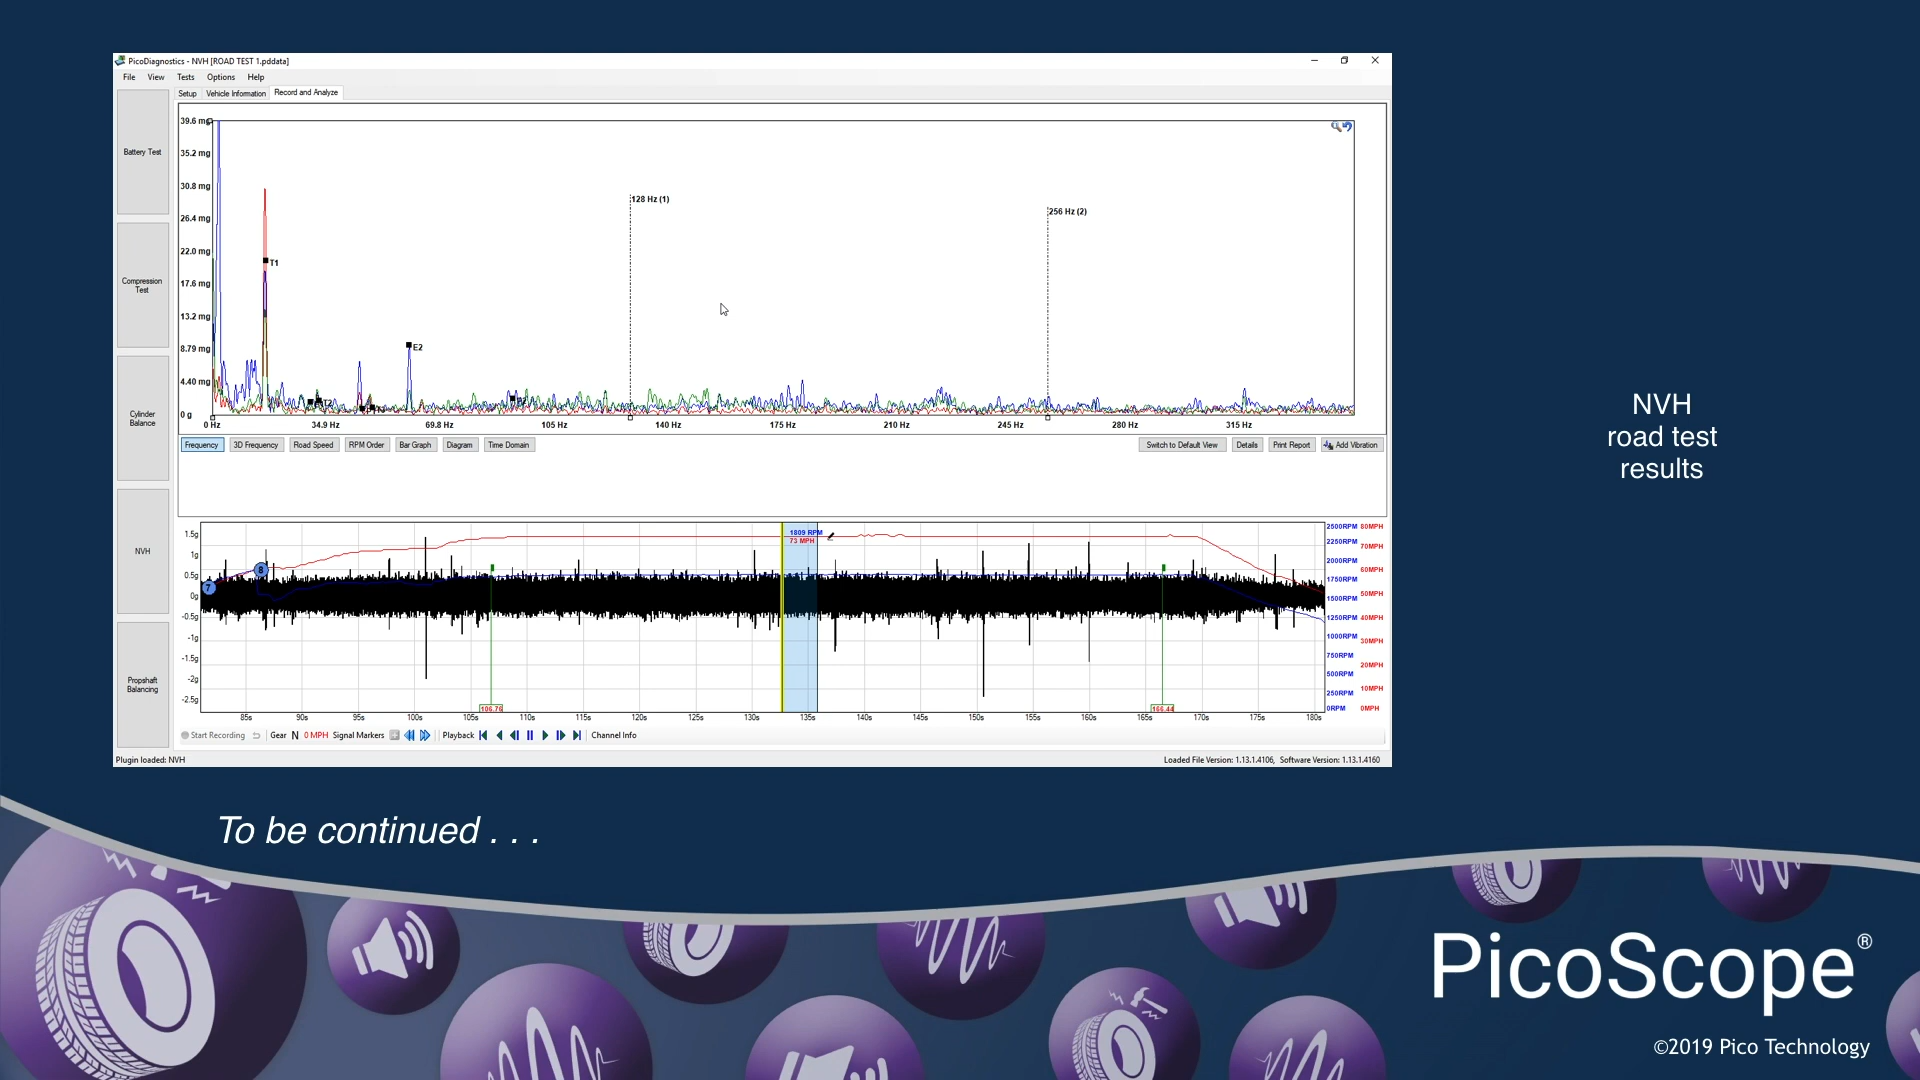 PicoDiagnostics - NVH [ROAD TEST 1.pddata]
File View Tests Options Help
Setup Vehicle Information Record and Analyze
Battery Test
Compression
Test
Cylinder
Balance
NVH
Propshaft
Balancing
39.6 mg
35.2 mg
30.8 mg
26.4 mg
22.0 mg
17.6 mg
13.2 mg
8.79 mg
4.40 mg
0 g
128 Hz (1)
256 Hz (2)
T1
E2
T2
0 Hz 34.9 Hz 69.8 Hz 105 Hz 140 Hz 175 Hz 210 Hz 245 Hz 280 Hz 315 Hz
Frequency 3D Frequency Road Speed RPM Order Bar Graph Diagram Time Domain Switch to Default View Details Print Report Add Vibration
1.5g
1g
0.5g
0g
-0.5g
-1g
-1.5g
-2g
-2.5g
7
8
1809 RPM
73 MPH
106.76
166.44
2500RPM 80MPH
2250RPM 70MPH
2000RPM 60MPH
1750RPM
1500RPM 50MPH
1250RPM 40MPH
1000RPM 30MPH
750RPM 20MPH
500RPM
250RPM 10MPH
0RPM 0MPH
85s 90s 95s 100s 105s 110s 115s 120s 125s 130s 135s 140s 145s 150s 155s 160s 165s 170s 175s 180s
Start Recording Gear N 0 MPH Signal Markers Playback Channel Info
Plugin loaded: NVH Loaded File Version: 1.13.1.4106, Software Version: 1.13.1.4160
NVH
road test
results
To be continued . . .
PicoScope®
©2019 Pico Technology